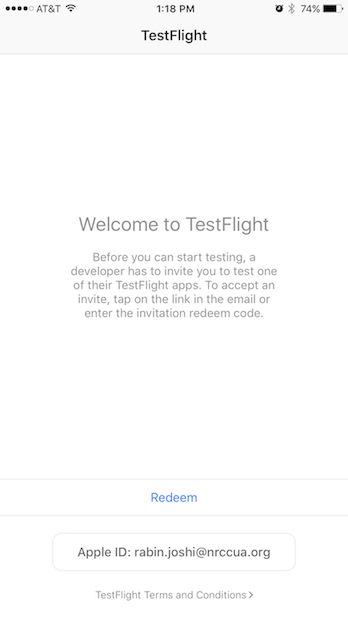 AT&T 1:18 PM 74%
TestFlight
Welcome to TestFlight
Before you can start testing, a
developer has to invite you to test one
of their TestFlight apps. To accept an
invite, tap on the link in the email or
enter the invitation redeem code.
Redeem
Apple ID: rabin.joshi@nrccua.org
TestFlight Terms and Conditions >